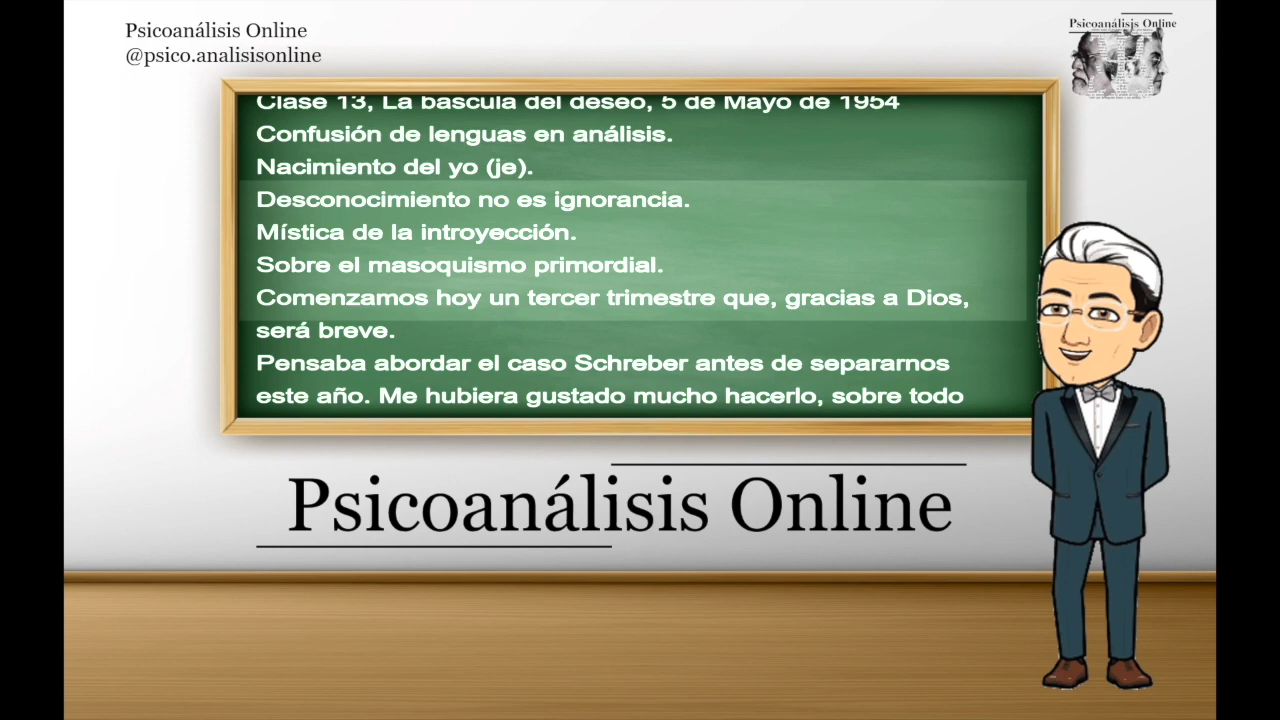 Psicoanálisis Online
@psico.analisisonline
Psicoanálisis Online
Clase 13, La báscula del deseo, 5 de Mayo de 1954
Confusión de lenguas en análisis.
Nacimiento del yo (je).
Desconocimiento no es ignorancia.
Mística de la introyección.
Sobre el masoquismo primordial.
Comenzamos hoy un tercer trimestre que, gracias a Dios,
será breve.
Pensaba abordar el caso Schreber antes de separarnos
este año. Me hubiera gustado mucho hacerlo, sobre todo
Psicoanálisis Online